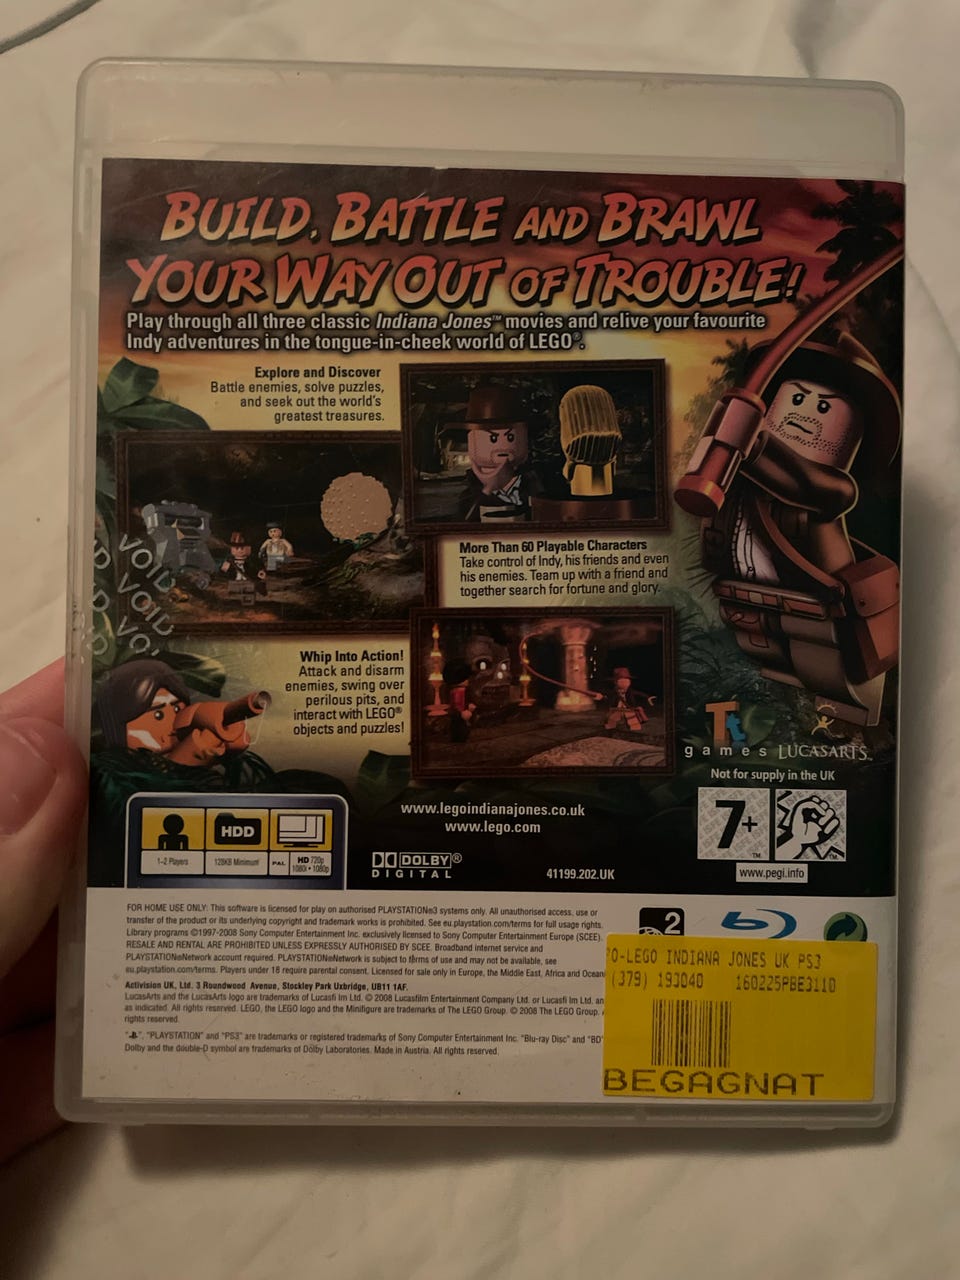 BUILD, BATTLE AND BRAWL
YOUR WAY OUT OF TROUBLE!
Play through all three classic Indiana Jones™ movies and relive your favourite
Indy adventures in the tongue-in-cheek world of LEGO®.
Explore and Discover
Battle enemies, solve puzzles,
and seek out the world's
greatest treasures.
More Than 60 Playable Characters
Take control of Indy, his friends and even
his enemies. Team up with a friend and
together search for fortune and glory.
VOID
VOID
Whip Into Action!
Attack and disarm
enemies, swing over
perilous pits, and
interact with LEGO®
objects and puzzles!
Tt
games
LUCASARTS™
Not for supply in the UK
7+™
www.pegi.info
www.legoindianajones.co.uk
www.lego.com
HDD
1-2 Players
128KB Minimum
PAL
HD 720p
1080i • 1080p
DOLBY®
DIGITAL
41199.202.UK
FOR HOME USE ONLY: This software is licensed for play on authorised PLAYSTATION®3 systems only. All unauthorised access, use or
transfer of the product or its underlying copyright and trademark works is prohibited. See eu.playstation.com/terms for full usage rights.
Library programs ©1997-2008 Sony Computer Entertainment Inc. exclusively licensed to Sony Computer Entertainment Europe (SCEE).
RESALE AND RENTAL ARE PROHIBITED UNLESS EXPRESSLY AUTHORISED BY SCEE. Broadband internet service and
PLAYSTATION®Network account required. PLAYSTATION®Network is subject to terms of use and may not be available, see
eu.playstation.com/terms. Players under 18 require parental consent. Licensed for sale only in Europe, the Middle East, Africa and Ocean
Activision UK, Ltd. 3 Roundwood Avenue, Stockley Park Uxbridge, UB11 1AF.
LucasArts and the LucasArts logo are trademarks of Lucasfilm Ltd. © 2008 Lucasfilm Entertainment Company Ltd. or Lucasfilm Ltd. an
as indicated. All rights reserved. LEGO, the LEGO logo and the Minifigure are trademarks of The LEGO Group. © 2008 The LEGO Group.
rights reserved.
"PLAYSTATION" and "PS3" are trademarks or registered trademarks of Sony Computer Entertainment Inc. "Blu-ray Disc" and "BD"
Dolby and the double-D symbol are trademarks of Dolby Laboratories. Made in Austria. All rights reserved.
2
O-LEGO INDIANA JONES UK PS3
(379) 193040 160225PBE3110
BEGAGNAT